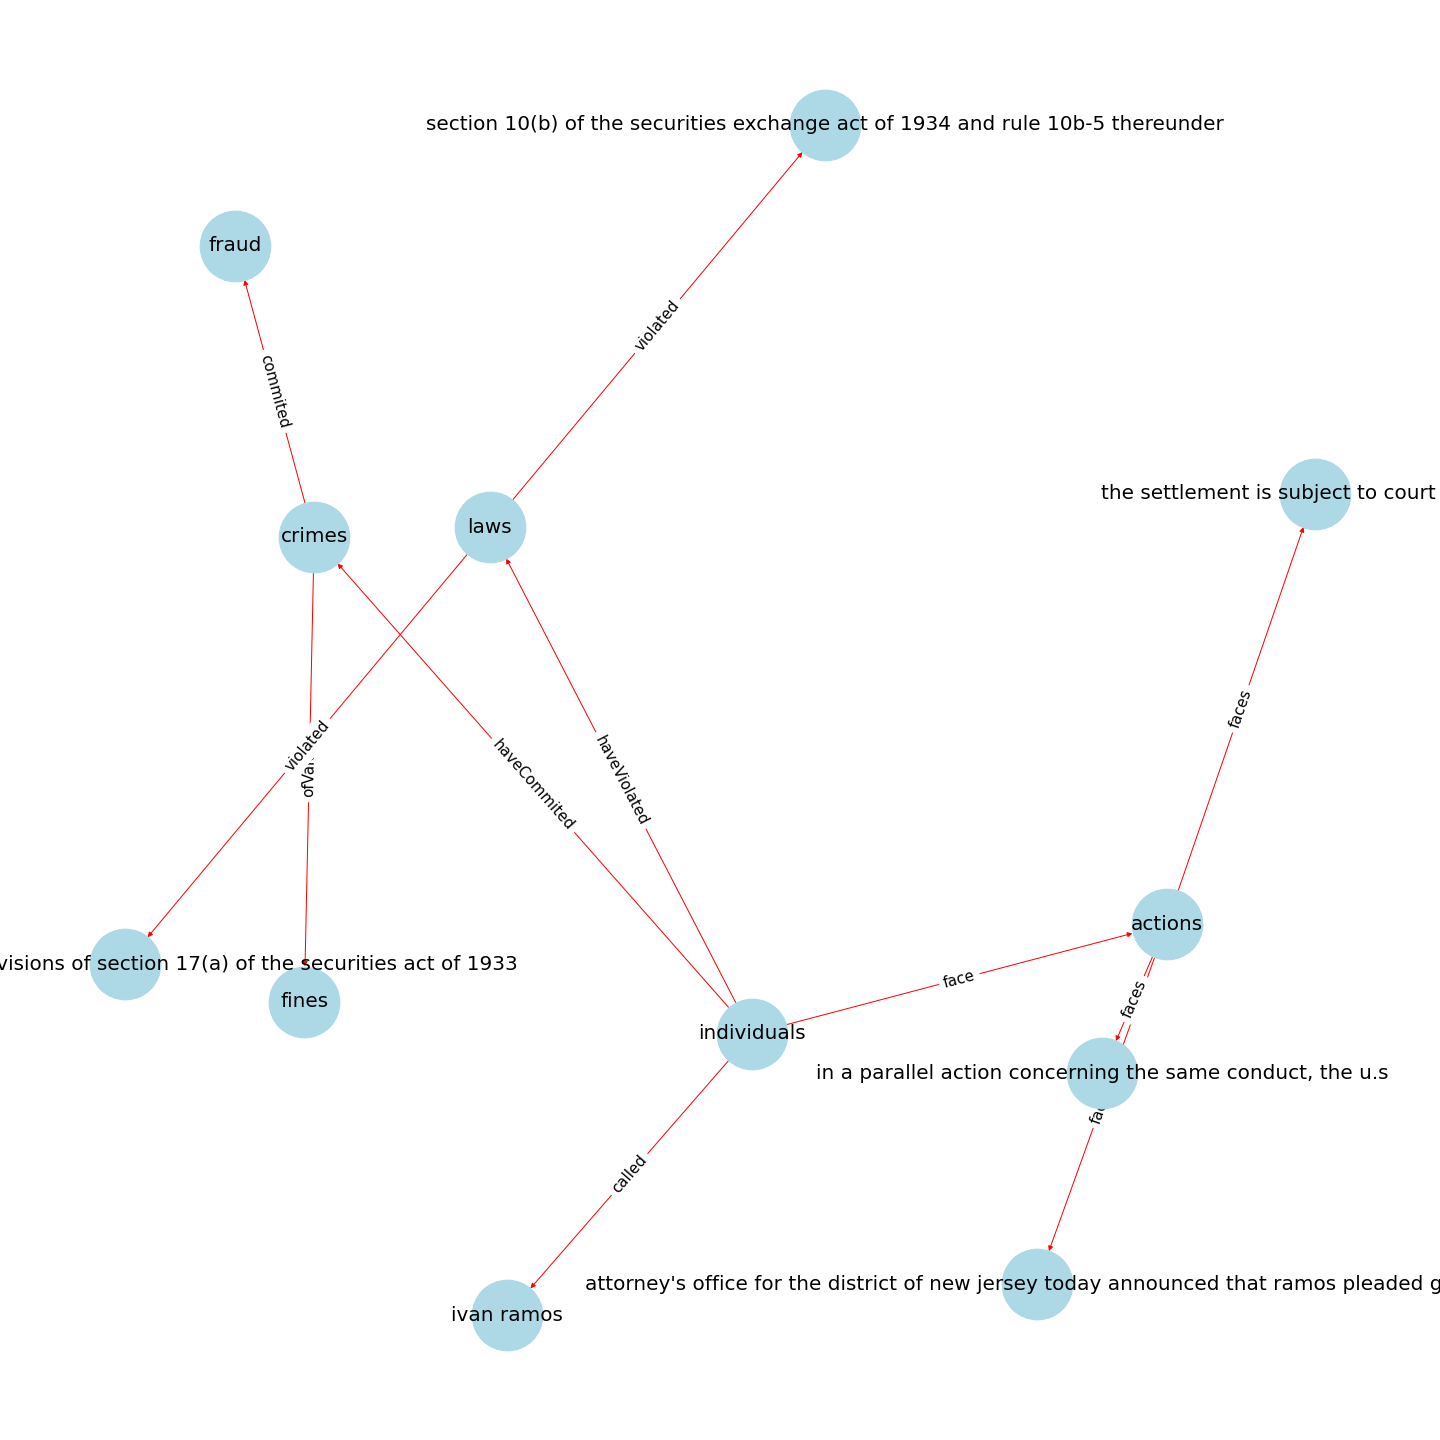 section 10(b) of the securities exchange act of 1934 and rule 10b-5 thereunder
fraud
violated
commited
the settlement is subject to court
laws
crimes
faces
violated
haveViolated
haveCommited
actions
of section 17(a) of the securities act of 1933
face
faces
fines
individuals
in a parallel action concerning the same conduct, the u.s
called
attorney's office for the district of new jersey today announced that ramos pleaded
ivan ramos